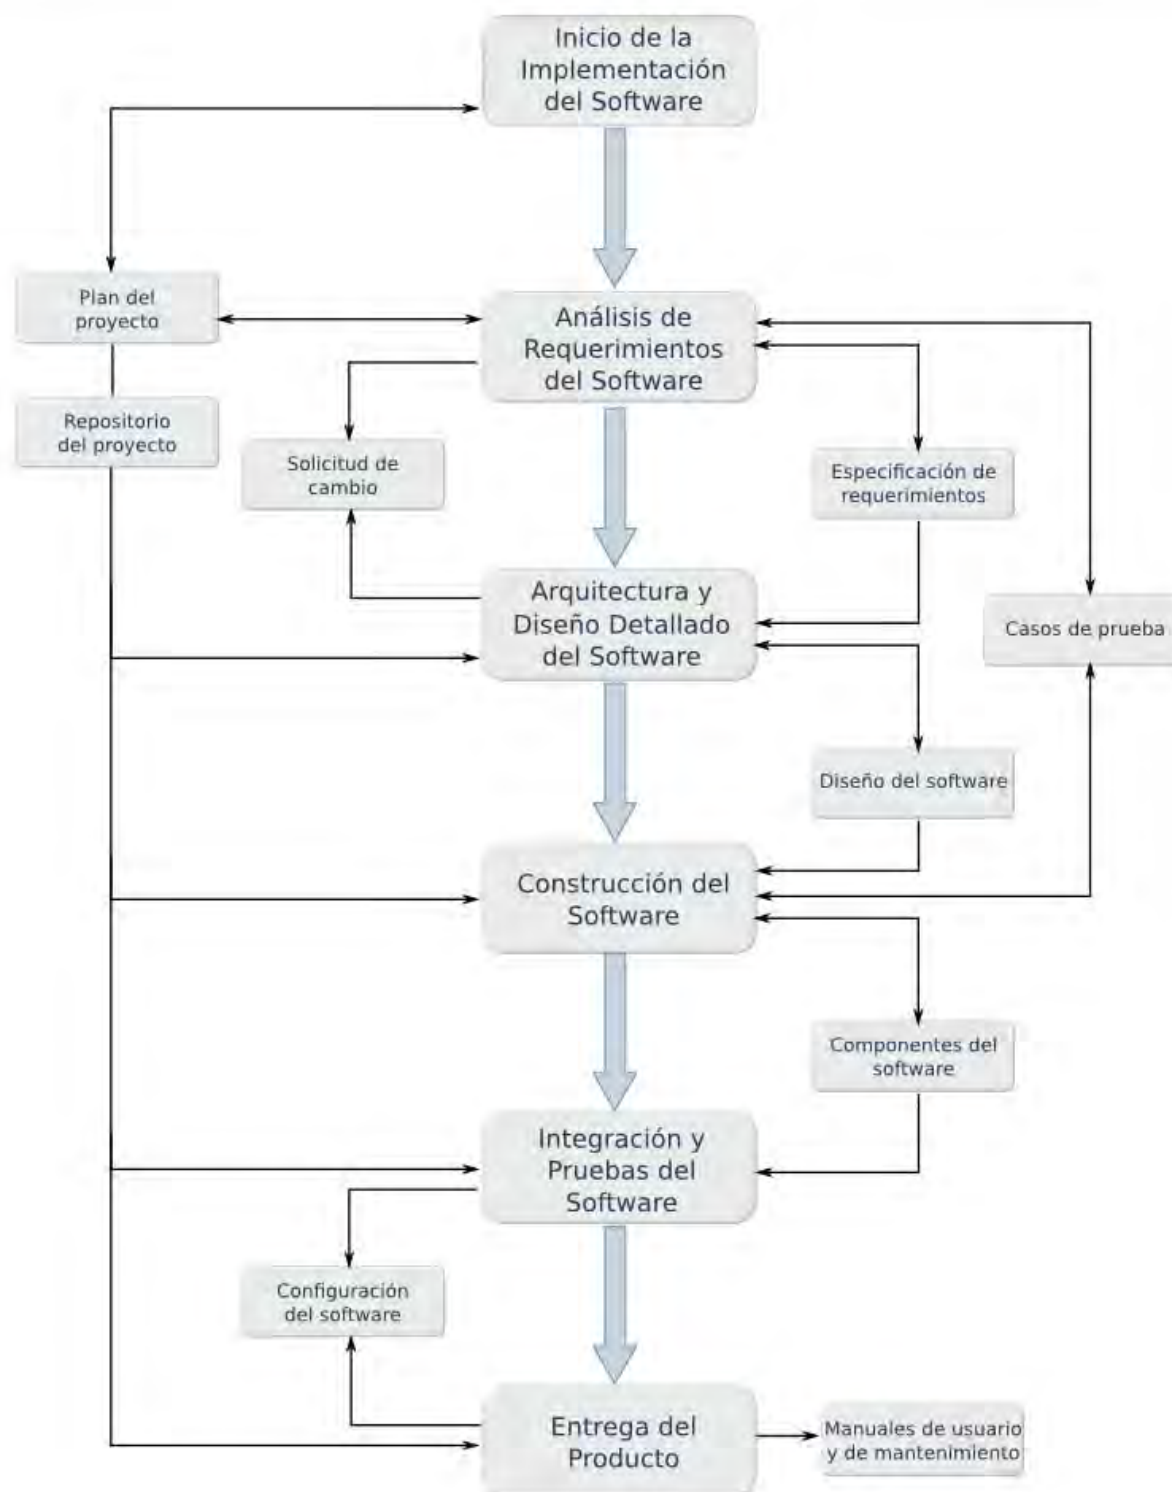 Inicio de la
Implementación
del Software
Plan del
proyecto
Análisis de
Requerimientos
del Software
Repositorio
del proyecto
Solicitud de
cambio
Especificación de
requerimientos
Arquitectura y
Diseño Detallado
del Software
Casos de prueba
Diseño del software
Construcción del
Software
Componentes del
software
Integración y
Pruebas del
Software
Configuración
del software
Entrega del
Producto
Manuales de usuario
y de mantenimiento